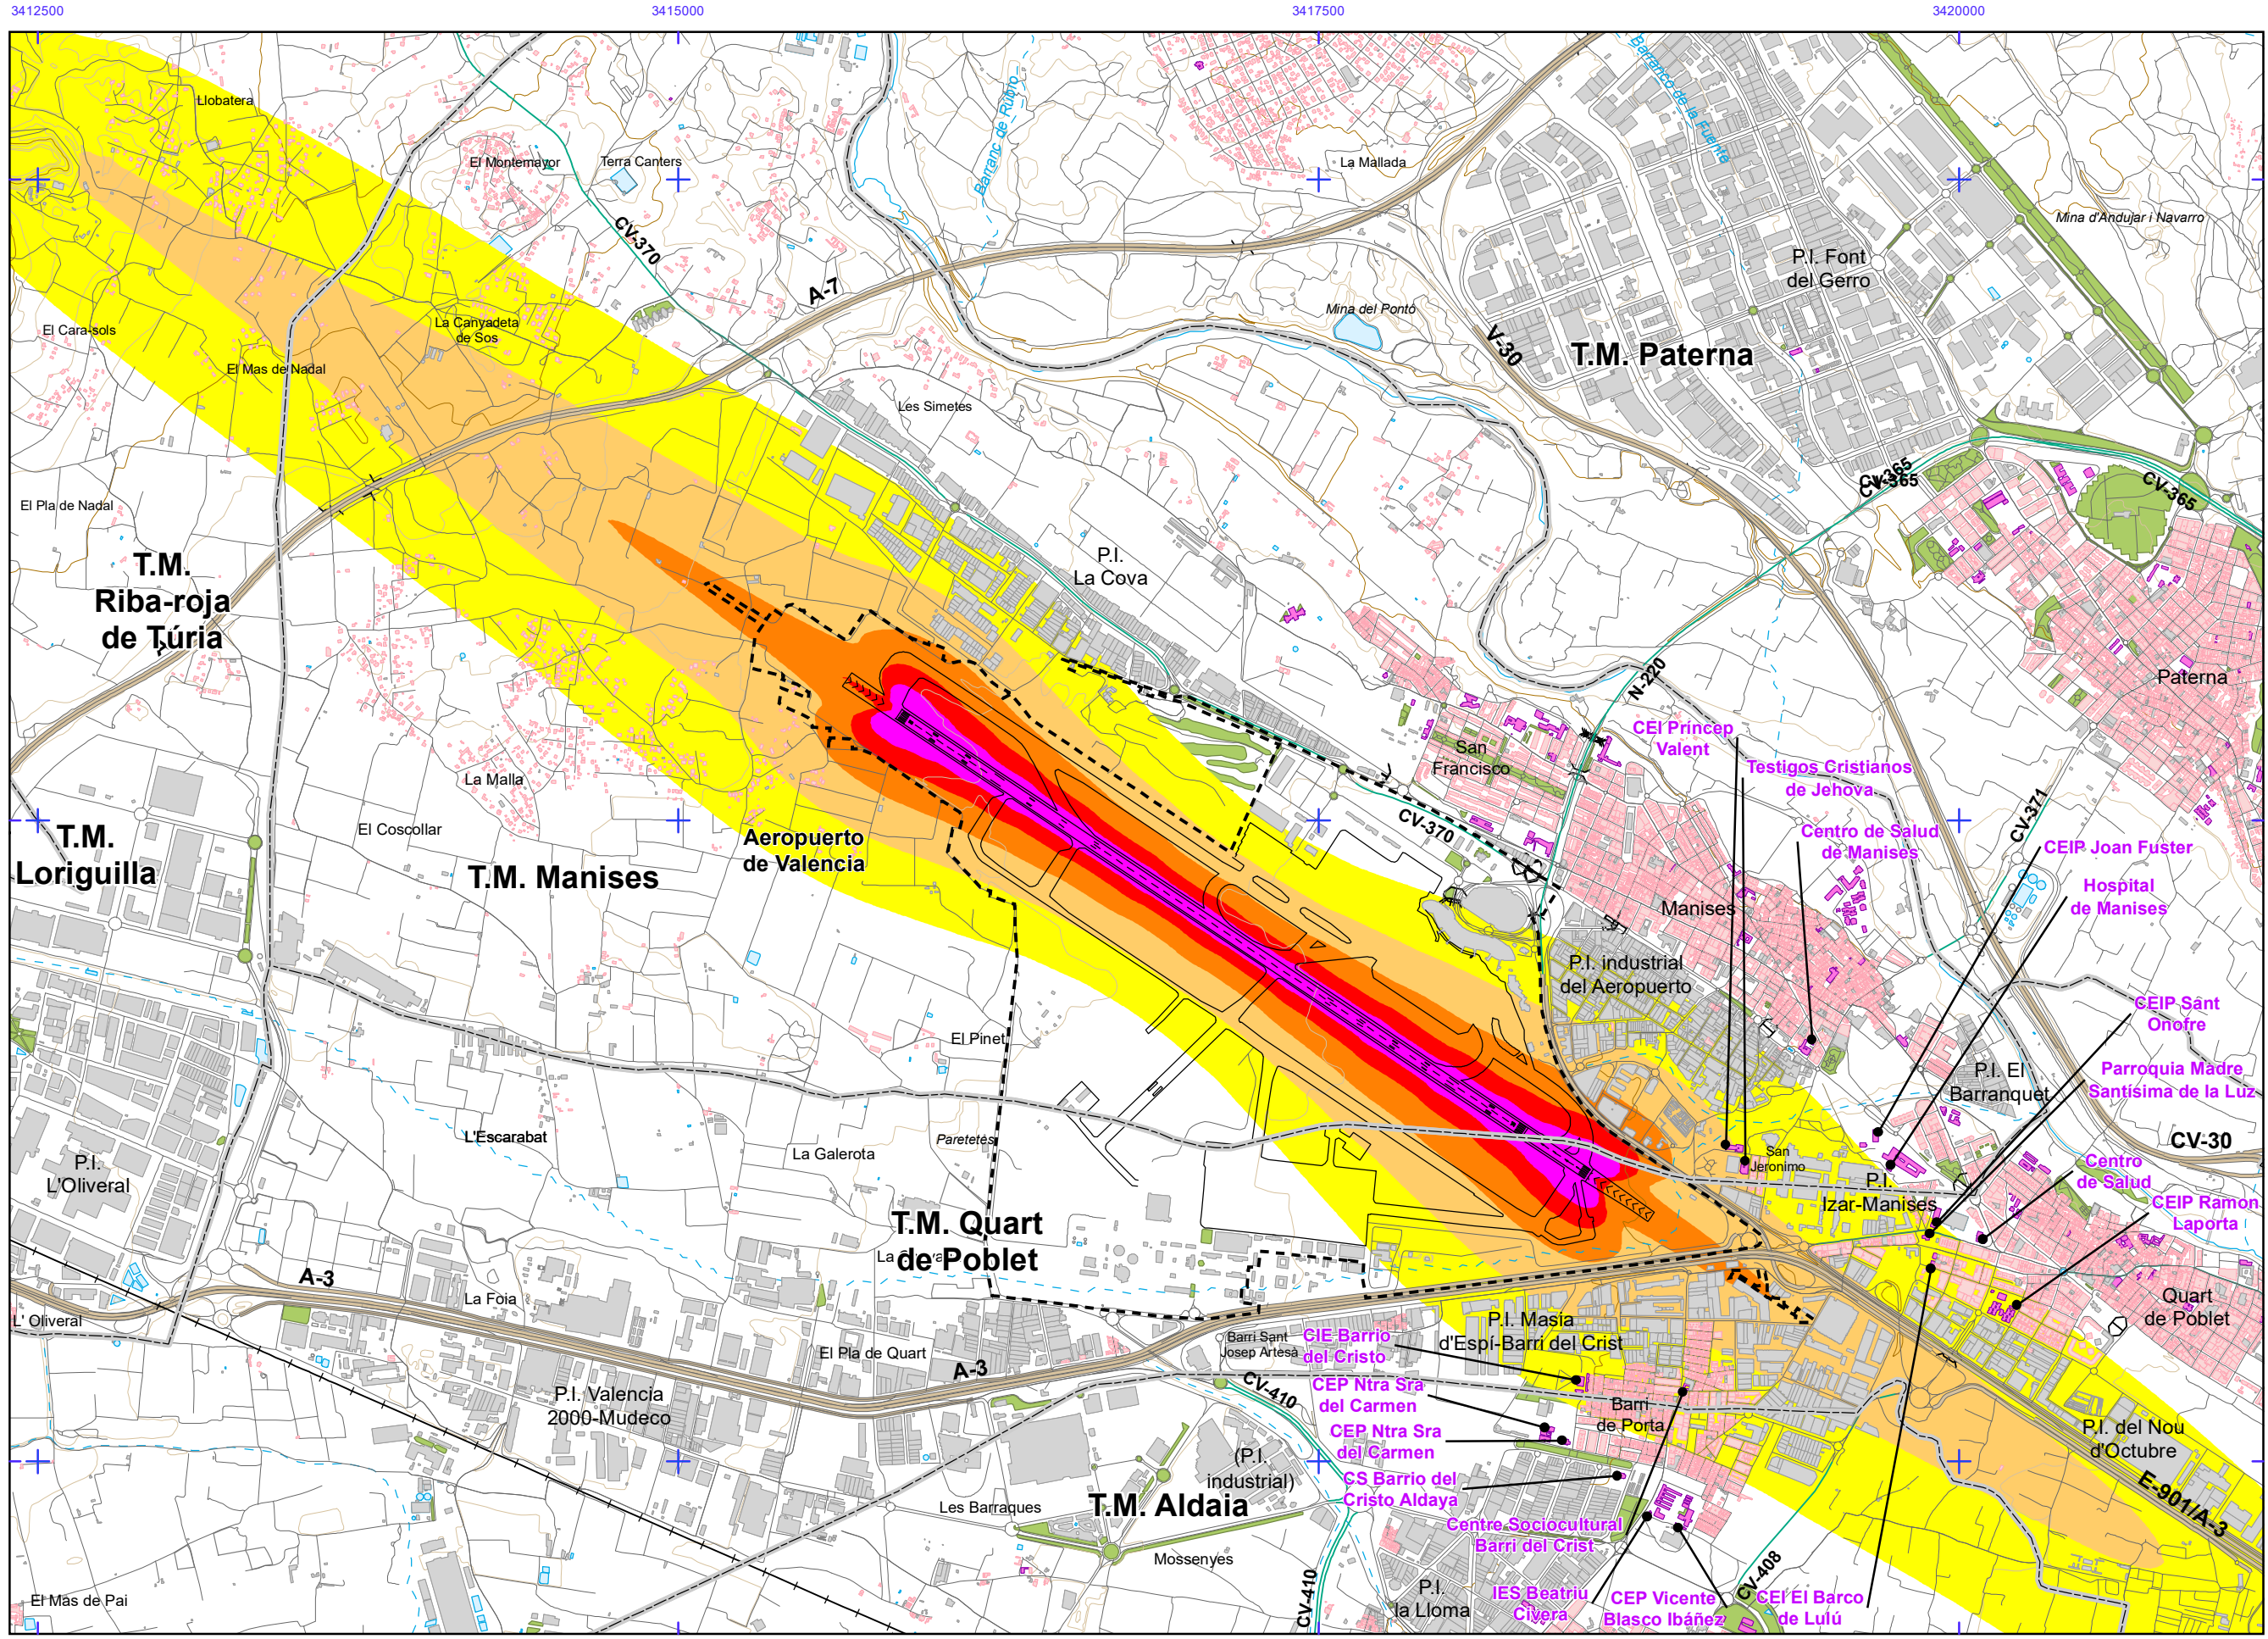 3412500
3415000
3417500
3420000
Llobatera
El Montemayor
Terra Canters
Barranc de Rubio
La Mallada
Barranco de la Fuente
Mina d'Andujar i Navarro
CV-370
A-7
P.I. Font
del Gerro
El Cara-sols
La Canyadeta
de Sos
El Mas de Nadal
Mina del Pontó
V-30
T.M. Paterna
Les Simetes
CV-365
CV-365
CV-365
El Pla de Nadal
T.M.
Riba-roja
de Túria
P.I.
La Cova
N-220
Paterna
CEI Príncep
Valent
San
Francisco
Testigos Cristianos
de Jehova
La Malla
El Coscollar
Aeropuerto
de Valencia
CV-370
CV-371
Centro de Salud
de Manises
CEIP Joan Fuster
T.M.
Loriguilla
T.M. Manises
Hospital
de Manises
Manises
P.I. industrial
del Aeropuerto
CEIP Sant
Onofre
El Pinet
P.I. El
Barranquet
Parroquia Madre
Santísima de la Luz
L'Escarabat
Paretetes
La Galerota
CV-30
San
Jeronimo
Centro
de Salud
P.I.
L'Oliveral
P.I.
Izar-Manises
CEIP Ramon
Laporta
T.M. Quart
de Poblet
A-3
La Foia
L' Oliveral
Quart
de Poblet
P.I. Masia
d'Espí-Barri del Crist
Barri Sant
Josep Artesà
CIE Barrio
del Cristo
El Pla de Quart
A-3
P.I. Valencia
2000-Mudeco
CV-410
CEP Ntra Sra
del Carmen
Barri
de Porta
CEP Ntra Sra
del Carmen
P.I. del Nou
d'Octubre
(P.I.
industrial)
CS Barrio del
Cristo Aldaya
E-901/A-3
Les Barraques
T.M. Aldaia
Centre Sociocultural
Barri del Crist
Mossenyes
CV-408
CV-410
P.I.
la Lloma
IES Beatriu
Civera
CEP Vicente
Blasco Ibáñez
CEI El Barco
de Lulú
El Mas de Pai